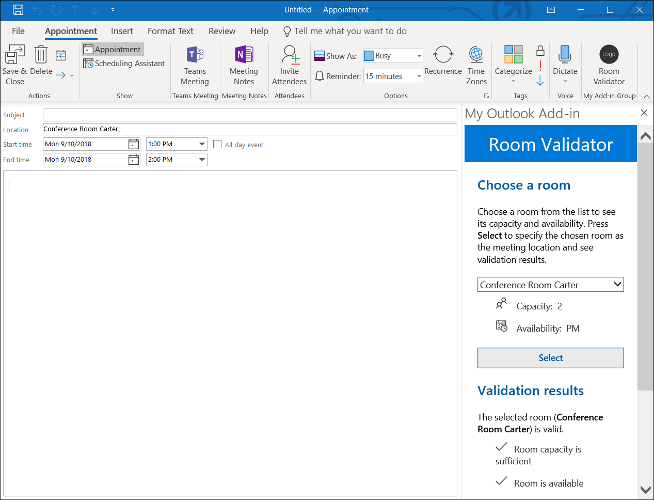 Untitled - Appointment
File Appointment Insert Format Text Review Help Tell me what you want to do
Save & Close
Delete
Actions
Appointment
Scheduling Assistant
Show
Teams Meeting
Teams Meeting
Meeting Notes
Meeting Notes
Invite Attendees
Attendees
Show As: Busy
Reminder: 15 minutes
Recurrence
Time Zones
Options
Categorize
Tags
Dictate
Voice
Logo
Room Validator
My Add-in Group
Subject
Location Conference Room Carter;
Start time Mon 9/10/2018 1:00 PM All day event
End time Mon 9/10/2018 2:00 PM
My Outlook Add-in
Room Validator
Choose a room
Choose a room from the list to see
its capacity and availability. Press
Select to specify the chosen room as
the meeting location and see
validation results.
Conference Room Carter
Capacity: 2
Availability: PM
Select
Validation results
The selected room (Conference
Room Carter) is valid.
Room capacity is
sufficient
Room is available